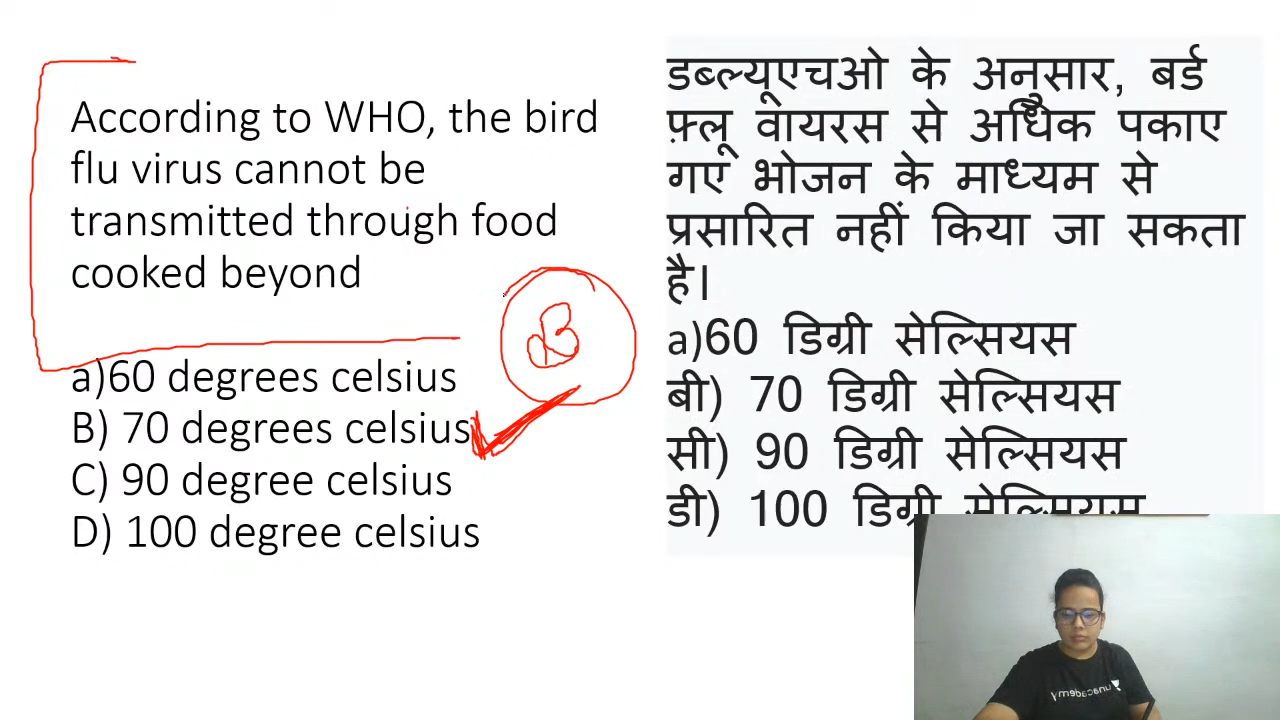 According to WHO, the bird
flu virus cannot be
transmitted through food
cooked beyond
a)60 degrees celsius
B) 70 degrees celsius
C) 90 degree celsius
D) 100 degree celsius
B
डब्ल्यूएचओ के अनुसार, बर्ड
फ़्लू वायरस से अधिक पकाए
गए भोजन के माध्यम से
प्रसारित नहीं किया जा सकता
है।
a)60 डिग्री सेल्सियस
बी) 70 डिग्री सेल्सियस
सी) 90 डिग्री सेल्सियस
डी) 100 डिग्री सेल्सियस
unacademy